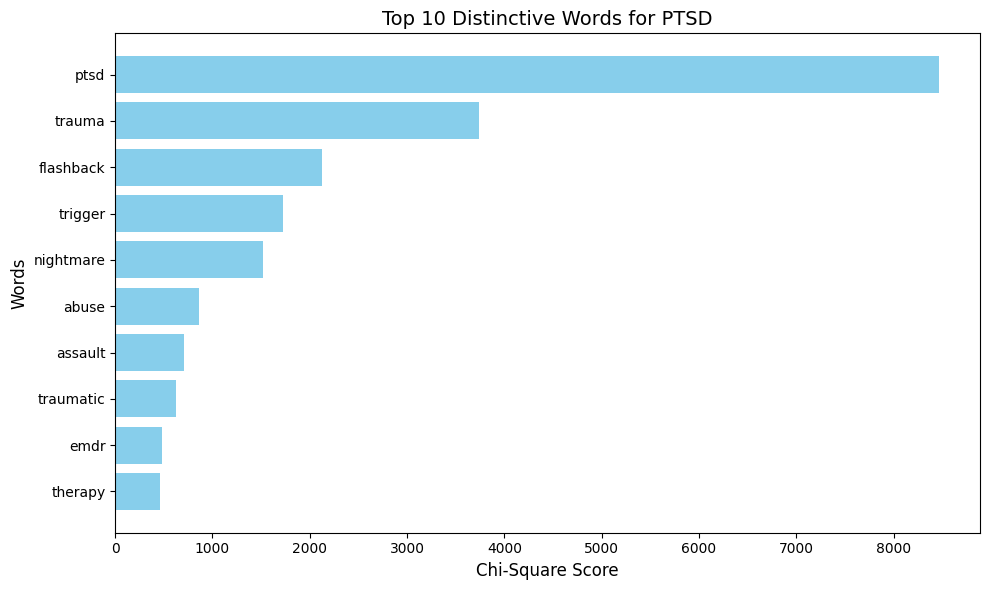 Top 10 Distinctive Words for PTSD
ptsd
trauma
flashback
trigger
nightmare
abuse
assault
traumatic
emdr
therapy
Words
0 1000 2000 3000 4000 5000 6000 7000 8000
Chi-Square Score